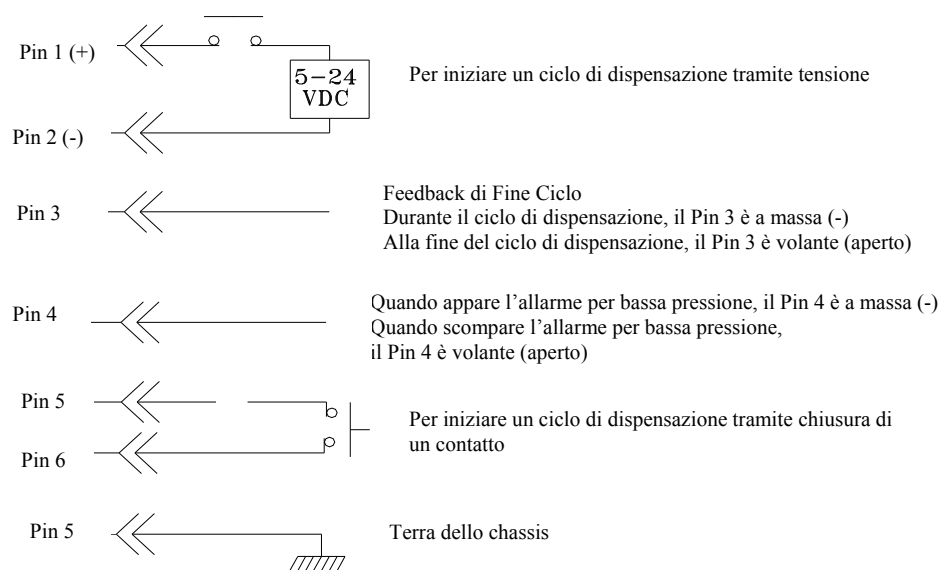 Pin 1 (+)
5-24
VDC
Per iniziare un ciclo di dispensazione tramite tensione
Pin 2 (-)
Pin 3
Feedback di Fine Ciclo
Durante il ciclo di dispensazione, il Pin 3 è a massa (-)
Alla fine del ciclo di dispensazione, il Pin 3 è volante (aperto)
Pin 4
Quando appare l'allarme per bassa pressione, il Pin 4 è a massa (-)
Quando scompare l'allarme per bassa pressione,
il Pin 4 è volante (aperto)
Pin 5
Per iniziare un ciclo di dispensazione tramite chiusura di
un contatto
Pin 6
Pin 5
Terra dello chassis